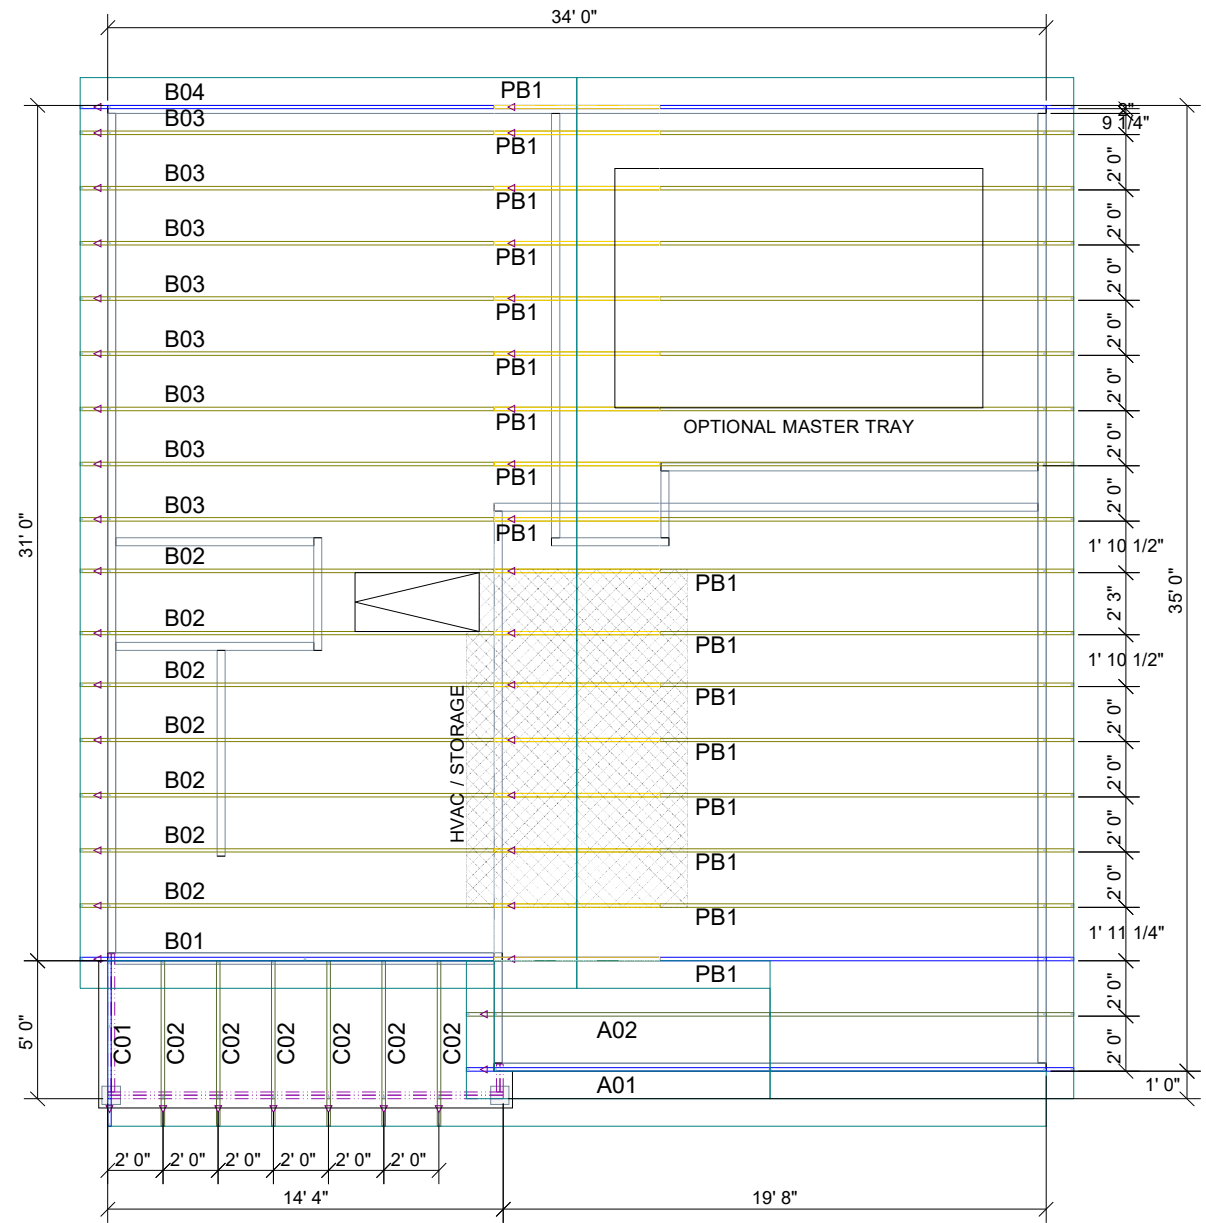 34' 0"
B04 PB1
2"
B03
9 1/4"
PB1
2' 0"
B03
PB1
2' 0"
B03
PB1
2' 0"
B03
PB1
2' 0"
B03
PB1
2' 0"
B03
PB1
OPTIONAL MASTER TRAY
2' 0"
B03
PB1
2' 0"
B03
PB1
31' 0"
1' 10 1/2"
B02
PB1
2' 3"
35' 0"
B02
PB1
1' 10 1/2"
B02
PB1
2' 0"
B02
HVAC / STORAGE
PB1
2' 0"
B02
PB1
2' 0"
B02
PB1
2' 0"
B02
PB1
1' 11 1/4"
B01
PB1
2' 0"
5' 0"
C01 C02 C02 C02 C02 C02 C02
A02
2' 0"
A01
1' 0"
2' 0" 2' 0" 2' 0" 2' 0" 2' 0" 2' 0"
14' 4" 19' 8"